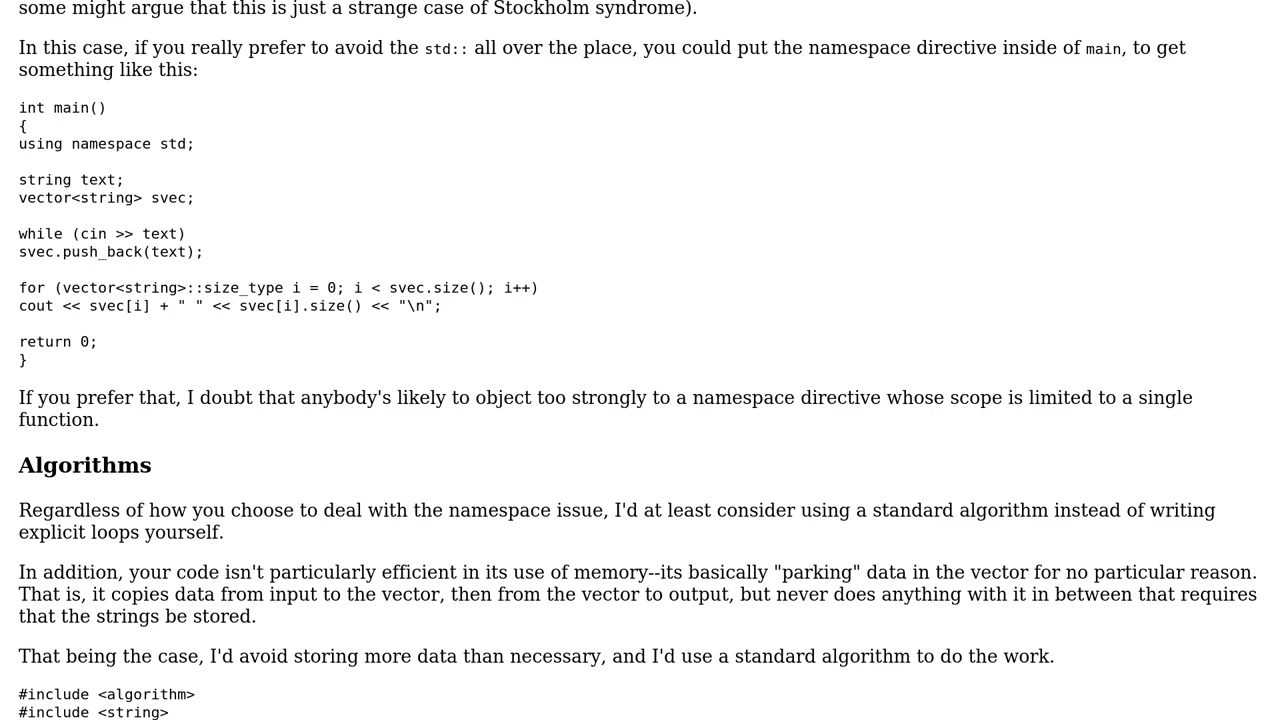 some might argue that this is just a strange case of Stockholm syndrome).
In this case, if you really prefer to avoid the std:: all over the place, you could put the namespace directive inside of main, to get
something like this:
int main()
{
using namespace std;
string text;
vector<string> svec;
while (cin >> text)
svec.push_back(text);
for (vector<string>::size_type i = 0; i < svec.size(); i++)
cout << svec[i] + " " << svec[i].size() << "\n";
return 0;
}
If you prefer that, I doubt that anybody's likely to object too strongly to a namespace directive whose scope is limited to a single
function.
Algorithms
Regardless of how you choose to deal with the namespace issue, I'd at least consider using a standard algorithm instead of writing
explicit loops yourself.
In addition, your code isn't particularly efficient in its use of memory--its basically "parking" data in the vector for no particular reason.
That is, it copies data from input to the vector, then from the vector to output, but never does anything with it in between that requires
that the strings be stored.
That being the case, I'd avoid storing more data than necessary, and I'd use a standard algorithm to do the work.
#include <algorithm>
#include <string>